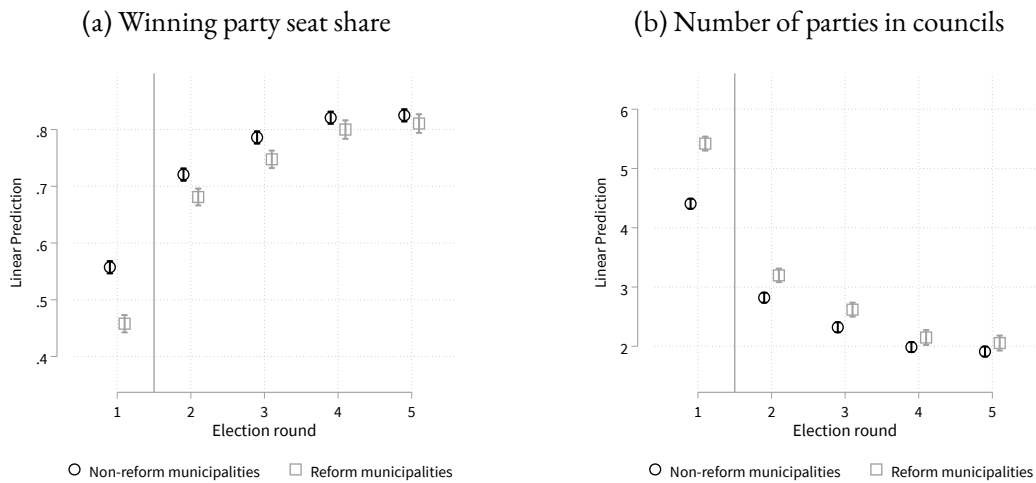 (a) Winning party seat share
.8
.7
.6
.5
.4
Linear Prediction
1 2 3 4 5
Election round
Non-reform municipalities Reform municipalities
(b) Number of parties in councils
6
5
4
3
2
Linear Prediction
1 2 3 4 5
Election round
Non-reform municipalities Reform municipalities